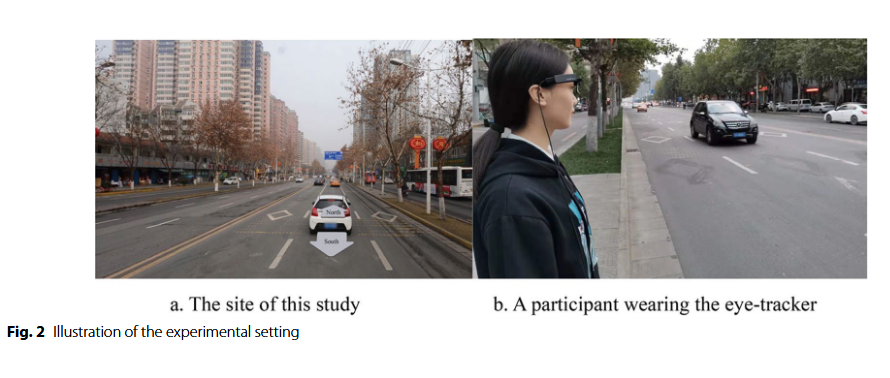 North
South
a. The site of this study
b. A participant wearing the eye-tracker
Fig. 2 Illustration of the experimental setting